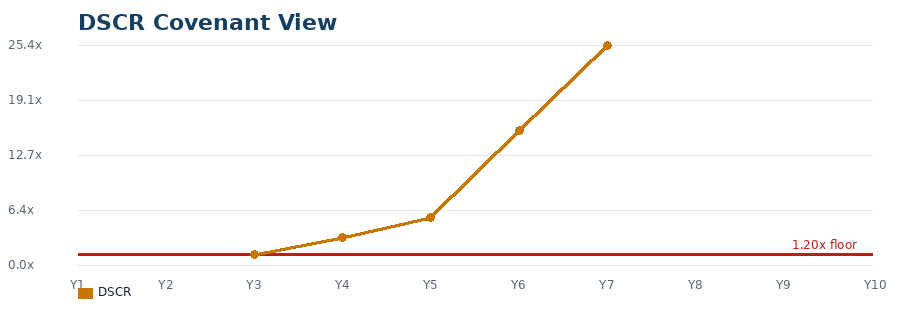 DSCR Covenant View
25.4x
19.1x
12.7x
6.4x
1.20x floor
0.0x
Y1 Y2 Y3 Y4 Y5 Y6 Y7 Y8 Y9 Y10
DSCR